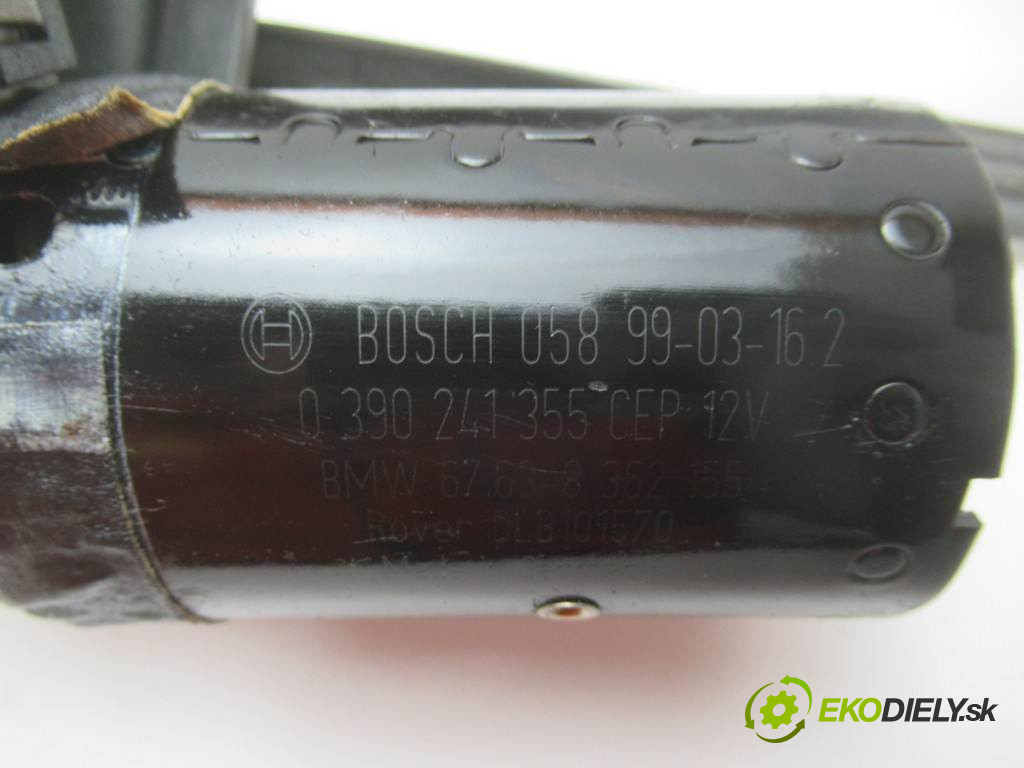 BOSCH 058 99-03-16 2
0 390 241 355 CEP 12V
BMW 67.63-8 362 155
Rover DLB101570
EKODIELY.sk